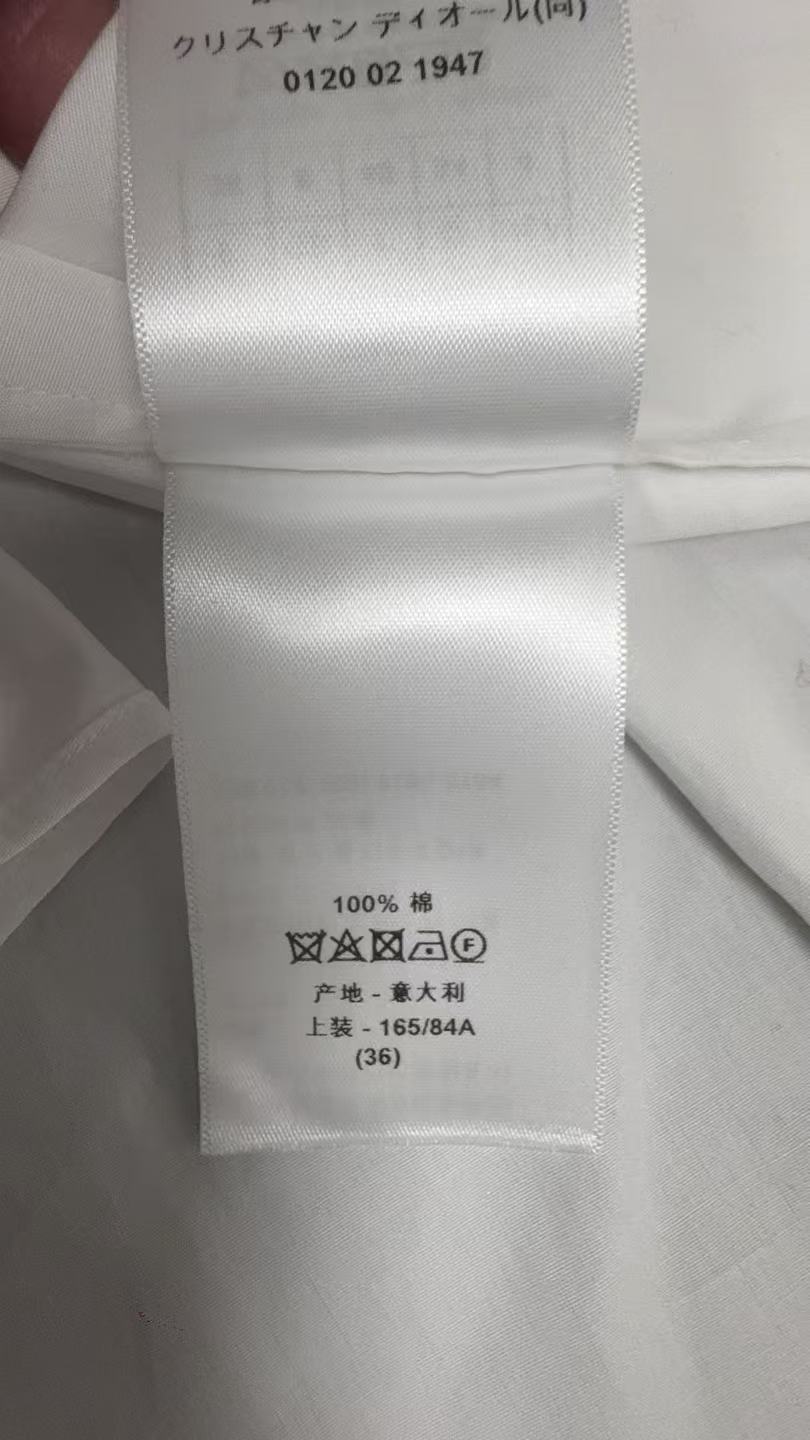 クリスチャン ディオール(同)
0120 02 1947
100% 棉
F
产地 - 意大利
上装 - 165/84A
(36)